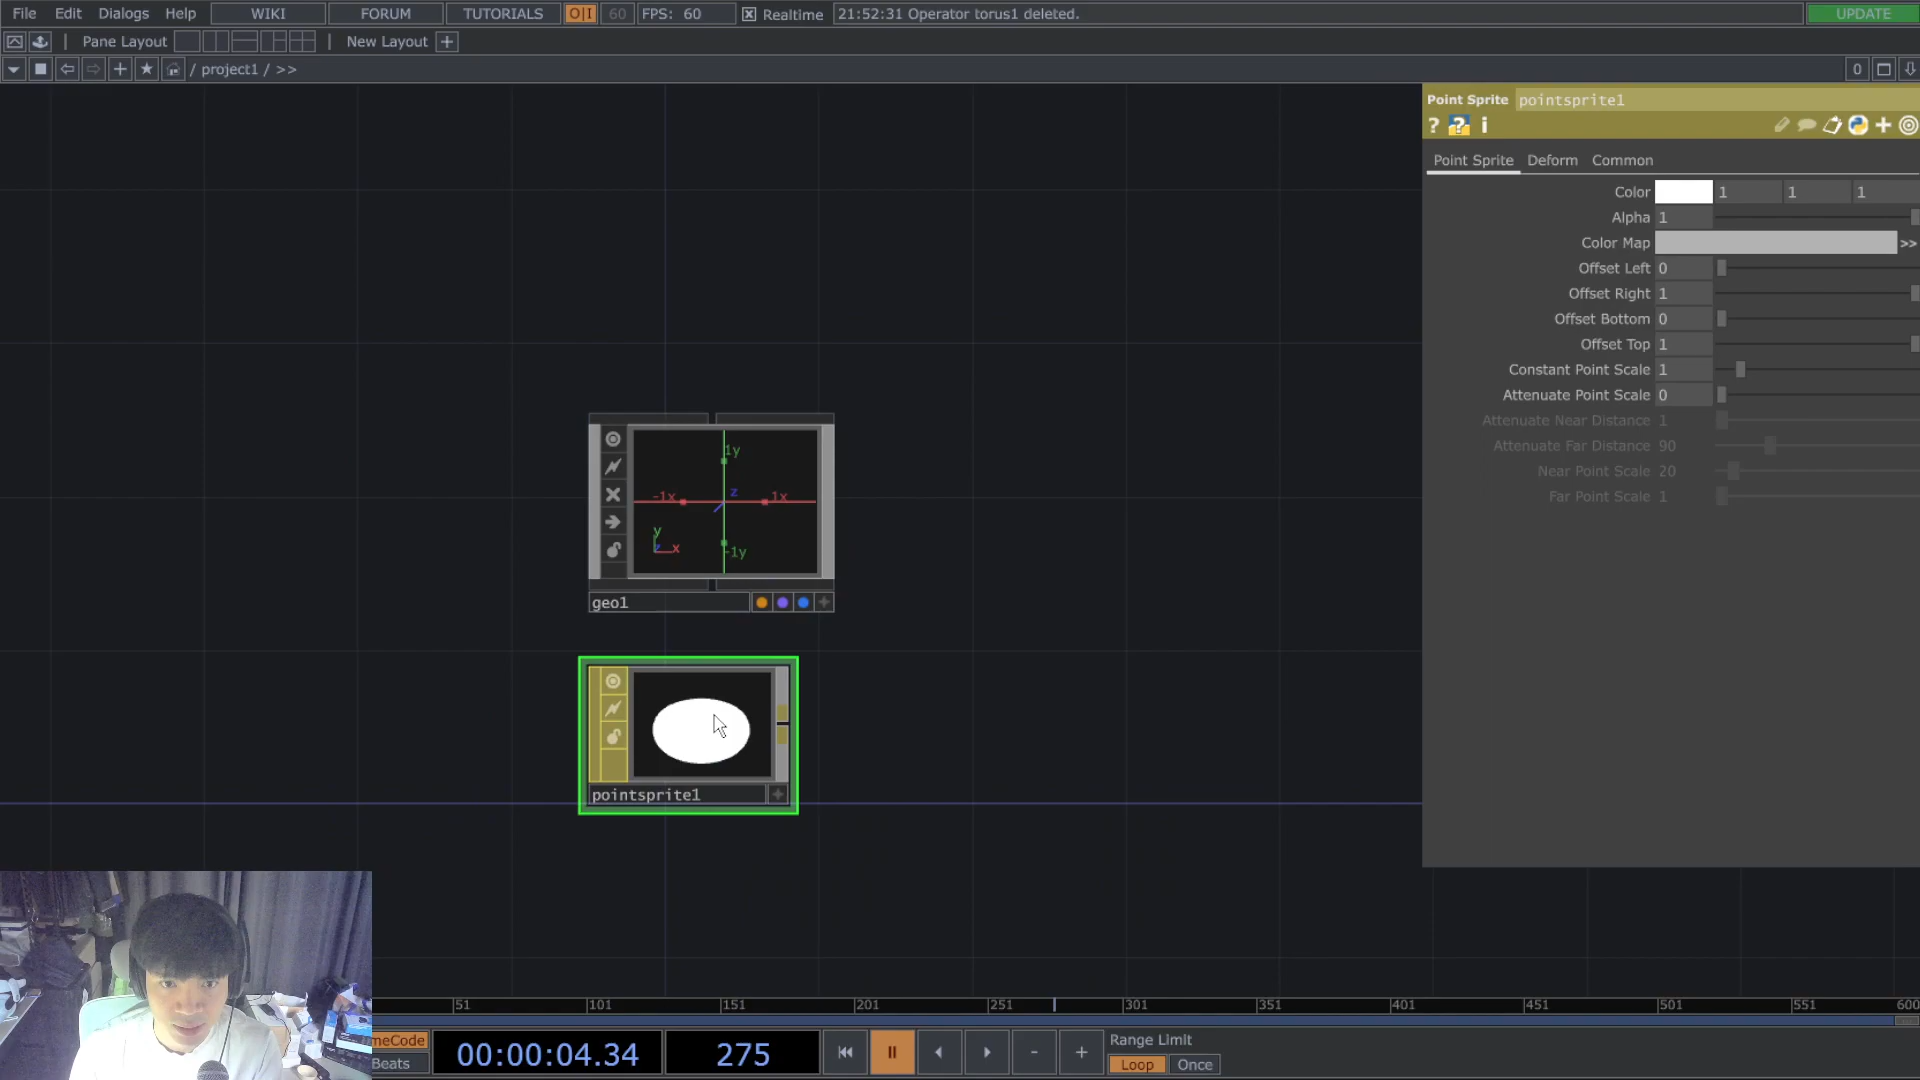 File Edit Dialogs Help WIKI FORUM TUTORIALS O|I 60 FPS: 60 Realtime 21:52:31 Operator torus1 deleted. UPDATE
Pane Layout New Layout +
/ project1 / >> 0
Point Sprite pointsprite1
? ? i
Point Sprite Deform Common
Color 1 1 1
Alpha 1
Color Map >>
Offset Left 0
Offset Right 1
Offset Bottom 0
Offset Top 1
Constant Point Scale 1
Attenuate Point Scale 0
Attenuate Near Distance 1
Attenuate Far Distance 90
Near Point Scale 20
Far Point Scale 1
1y
-1x z 1x
y
x -1y
geo1
pointsprite1
51 101 151 201 251 301 351 401 451 501 551 600
meCode
Beats
00:00:04.34 275 - +
Range Limit
Loop Once